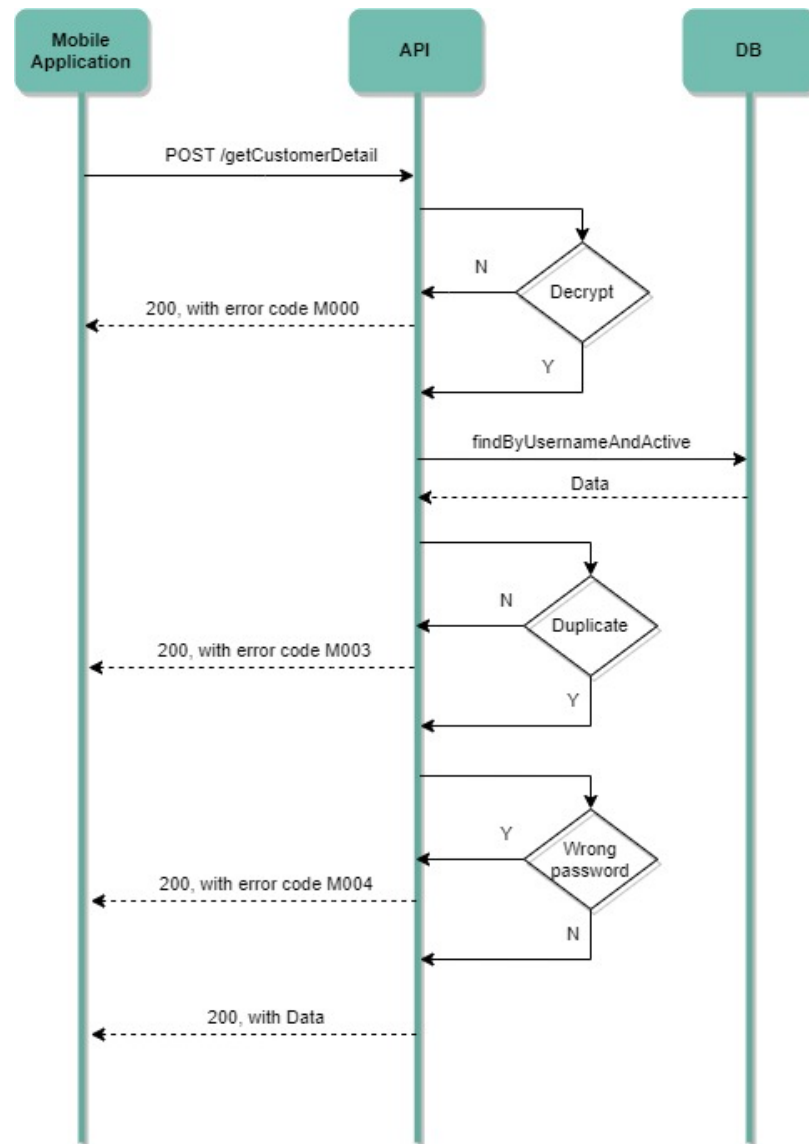 Mobile
Application
API
DB
POST /getCustomerDetail
N
Decrypt
200, with error code M000
Y
findByUsernameAndActive
Data
N
Duplicate
200, with error code M003
Y
Y
Wrong
password
200, with error code M004
N
200, with Data